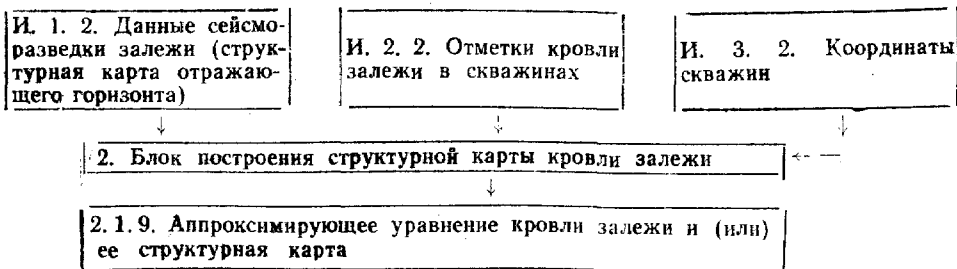 И. 1. 2. Данные сейсмо-
разведки залежи (струк-
турная карта отражаю-
щего горизонта)
И. 2. 2. Отметки кровли
залежи в скважинах
И. 3. 2. Координаты
скважин
2. Блок построения структурной карты кровли залежи
2. 1. 9. Аппроксимирующее уравнение кровли залежи и (или)
ее структурная карта